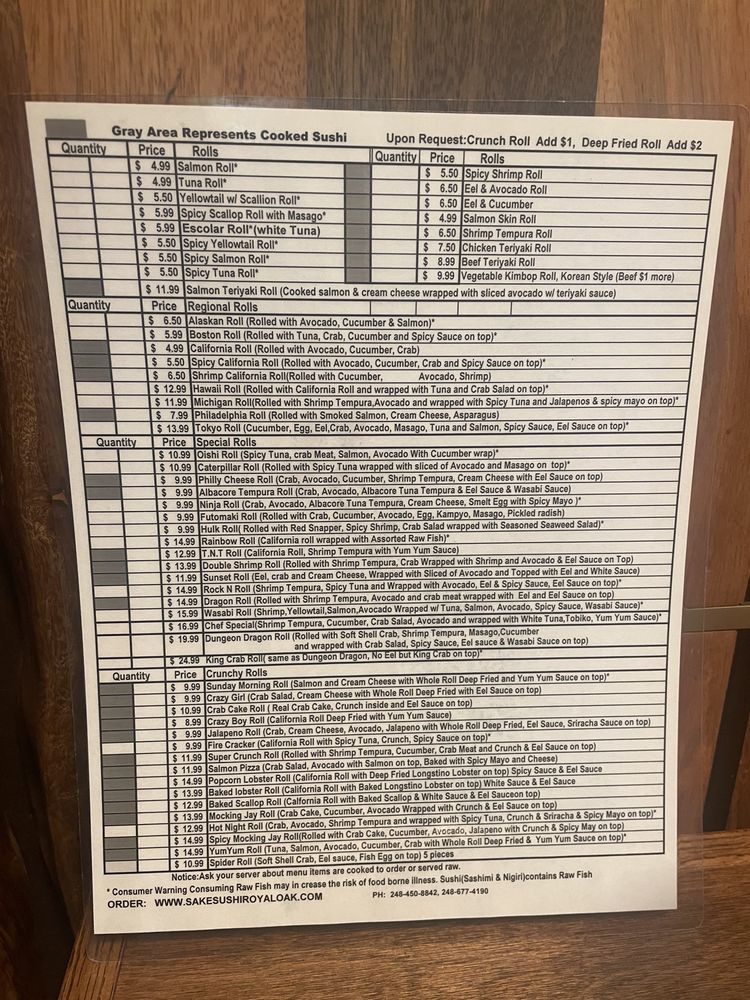 Gray Area Represents Cooked Sushi
Upon Request:Crunch Roll Add $1, Deep Fried Roll Add $2
Quantity Price Rolls
$ 4.99 Salmon Roll*
$ 4.99 Tuna Roll*
$ 5.50 Yellowtail w/ Scallion Roll*
$ 5.99 Spicy Scallop Roll with Masago*
$ 5.99 Escolar Roll*(white Tuna)
$ 5.50 Spicy Yellowtail Roll*
$ 5.50 Spicy Salmon Roll*
$ 5.50 Spicy Tuna Roll*
Quantity Price Rolls
$ 5.50 Spicy Shrimp Roll
$ 6.50 Eel & Avocado Roll
$ 6.50 Eel & Cucumber
$ 4.99 Salmon Skin Roll
$ 6.50 Shrimp Tempura Roll
$ 7.50 Chicken Teriyaki Roll
$ 8.99 Beef Teriyaki Roll
$ 9.99 Vegetable Kimbop Roll, Korean Style (Beef $1 more)
$ 11.99 Salmon Teriyaki Roll (Cooked salmon & cream cheese wrapped with sliced avocado w/ teriyaki sauce)
Quantity Price Regional Rolls
$ 6.50 Alaskan Roll (Rolled with Avocado, Cucumber & Salmon)*
$ 5.99 Boston Roll (Rolled with Tuna, Crab, Cucumber and Spicy Sauce on top)*
$ 4.99 California Roll (Rolled with Avocado, Cucumber, Crab)
$ 5.50 Spicy California Roll (Rolled with Avocado, Cucumber, Crab and Spicy Sauce on top)*
$ 6.50 Shrimp California Roll(Rolled with Cucumber, Avocado, Shrimp)
$ 12.99 Hawaii Roll (Rolled with California Roll and wrapped with Tuna and Crab Salad on top)*
$ 11.99 Michigan Roll(Rolled with Shrimp Tempura,Avocado and wrapped with Spicy Tuna and Jalapenos & spicy mayo on top)*
$ 7.99 Philadelphia Roll (Rolled with Smoked Salmon, Cream Cheese, Asparagus)
$ 13.99 Tokyo Roll (Cucumber, Egg, Eel,Crab, Avocado, Masago, Tuna and Salmon, Spicy Sauce, Eel Sauce on top)*
Quantity Price Special Rolls
$ 10.99 Oishi Roll (Spicy Tuna, crab Meat, Salmon, Avocado With Cucumber wrap)*
$ 10.99 Caterpillar Roll (Rolled with Spicy Tuna wrapped with sliced of Avocado and Masago on top)*
$ 9.99 Philly Cheese Roll (Crab, Avocado, Cucumber, Shrimp Tempura, Cream Cheese with Eel Sauce on top)
$ 9.99 Albacore Tempura Roll (Crab, Avocado, Albacore Tuna Tempura & Eel Sauce & Wasabi Sauce)
$ 9.99 Ninja Roll (Crab, Avocado, Albacore Tuna Tempura, Cream Cheese, Smelt Egg with Spicy Mayo )*
$ 9.99 Futomaki Roll (Rolled with Crab, Cucumber, Avocado, Egg, Kampyo, Masago, Pickled radish)
$ 9.99 Hulk Roll( Rolled with Red Snapper, Spicy Shrimp, Crab Salad wrapped with Seasoned Seaweed Salad)*
$ 14.99 Rainbow Roll (California roll wrapped with Assorted Raw Fish)*
$ 12.99 T.N.T Roll (California Roll, Shrimp Tempura with Yum Yum Sauce)
$ 13.99 Double Shrimp Roll (Rolled with Shrimp Tempura, Crab Wrapped with Shrimp and Avocado & Eel Sauce on Top)
$ 11.99 Sunset Roll (Eel, crab and Cream Cheese, Wrapped with Sliced of Avocado and Topped with Eel and White Sauce)
$ 14.99 Rock N Roll (Shrimp Tempura, Spicy Tuna and Wrapped with Avocado, Eel & Spicy Sauce, Eel Sauce on top)*
$ 14.99 Dragon Roll (Rolled with Shrimp Tempura, Avocado and crab meat wrapped with Eel and Eel Sauce on top)
$ 15.99 Wasabi Roll (Shrimp,Yellowtail,Salmon,Avocado Wrapped w/ Tuna, Salmon, Avocado, Spicy Sauce, Wasabi Sauce)*
$ 16.99 Chef Special(Shrimp Tempura, Cucumber, Crab Salad, Avocado and wrapped with White Tuna,Tobiko, Yum Yum Sauce)*
$ 19.99 Dungeon Dragon Roll (Rolled with Soft Shell Crab, Shrimp Tempura, Masago,Cucumber
and wrapped with Crab Salad, Spicy Sauce, Eel sauce & Wasabi Sauce on top)
$ 24.99 King Crab Roll( same as Dungeon Dragon, No Eel but King Crab on top)*
Quantity Price Crunchy Rolls
$ 9.99 Sunday Morning Roll (Salmon and Cream Cheese with Whole Roll Deep Fried and Yum Yum Sauce on top)*
$ 9.99 Crazy Girl (Crab Salad, Cream Cheese with Whole Roll Deep Fried with Eel Sauce on top)
$ 10.99 Crab Cake Roll ( Real Crab Cake, Crunch inside and Eel Sauce on top)
$ 8.99 Crazy Boy Roll (California Roll Deep Fried with Yum Yum Sauce)
$ 9.99 Jalapeno Roll (Crab, Cream Cheese, Avocado, Jalapeno with Whole Roll Deep Fried, Eel Sauce, Sriracha Sauce on top)
$ 9.99 Fire Cracker (California Roll with Spicy Tuna, Crunch, Spicy Sauce on top)*
$ 11.99 Super Crunch Roll (Rolled with Shrimp Tempura, Cucumber, Crab Meat and Crunch & Eel Sauce on top)
$ 11.99 Salmon Pizza (Crab Salad, Avocado with Salmon on top, Baked with Spicy Mayo and Cheese)
$ 14.99 Popcorn Lobster Roll (California Roll with Deep Fried Longstino Lobster on top) Spicy Sauce & Eel Sauce
$ 13.99 Baked lobster Roll (California Roll with Baked Longstino Lobster on top) White Sauce & Eel Sauce
$ 12.99 Baked Scallop Roll (Calfornia Roll with Baked Scallop & White Sauce & Eel Sauceon top)
$ 13.99 Mocking Jay Roll (Crab Cake, Cucumber, Avocado Wrapped with Crunch & Eel Sauce on top)
$ 12.99 Hot Night Roll (Crab, Avocado, Shrimp Tempura and wrapped with Spicy Tuna, Crunch & Sriracha & Spicy Mayo on top)*
$ 14.99 Spicy Mocking Jay Roll(Rolled with Crab Cake, Cucumber, Avocado, Jalapeno with Crunch & Spicy May on top)
$ 14.99 YumYum Roll (Tuna, Salmon, Avocado, Cucumber, Crab with Whole Roll Deep Fried & Yum Yum Sauce on top)*
$ 10.99 Spider Roll (Soft Shell Crab, Eel sauce, Fish Egg on top) 5 pieces
Notice:Ask your server about menu items are cooked to order or served raw.
* Consumer Warning Consuming Raw Fish may in crease the risk of food borne illness. Sushi(Sashimi & Nigiri)contains Raw Fish
ORDER: WWW.SAKESUSHIROYALOAK.COM PH: 248-450-8842, 248-677-4190